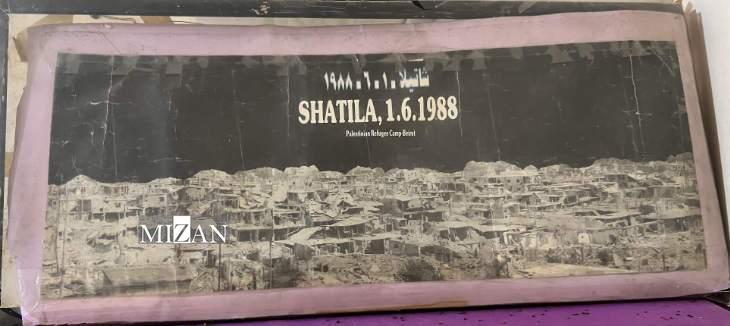 شاتيلا، ١ . ٦ . ١٩٨٨
SHATILA, 1.6.1988
Palestinian Refugee Camp-Beirut
MIZAN